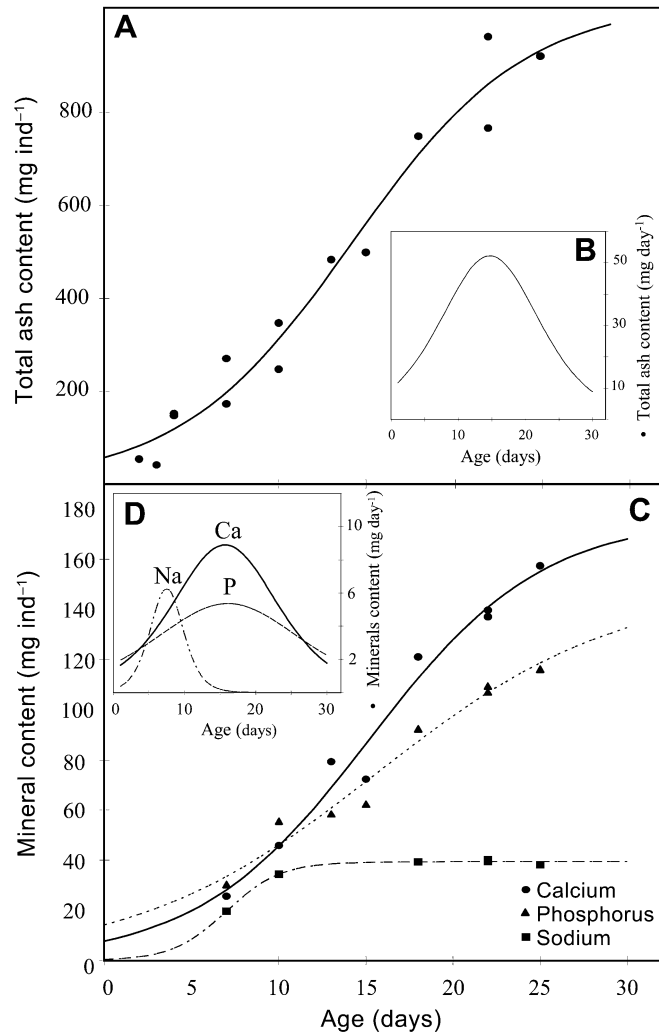 A
Total ash content (mg ind⁻¹)
800
600
400
200
B
50
30
10
• Total ash content (mg day⁻¹)
0 10 20 30
Age (days)
C
Mineral content (mg ind⁻¹)
180
160
140
120
100
80
60
40
20
0
D
Ca
Na
P
10
6
2
• Minerals content (mg day⁻¹)
0 10 20 30
Age (days)
Calcium
Phosphorus
Sodium
0 5 10 15 20 25 30
Age (days)